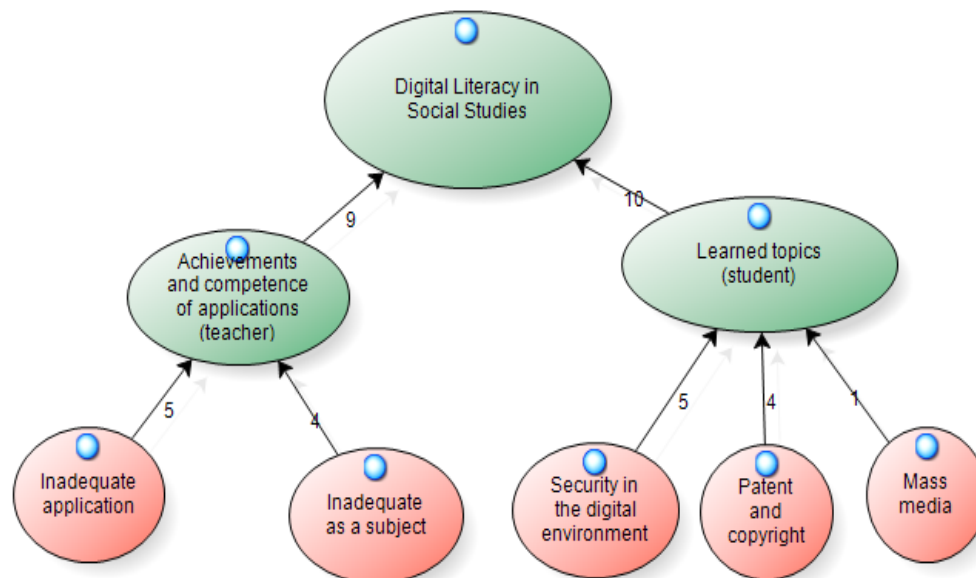 Digital Literacy in
Social Studies
9
10
Achievements
and competence
of applications
(teacher)
Learned topics
(student)
5
4
5
4
1
Inadequate
application
Inadequate
as a subject
Security in
the digital
environment
Patent
and
copyright
Mass
media